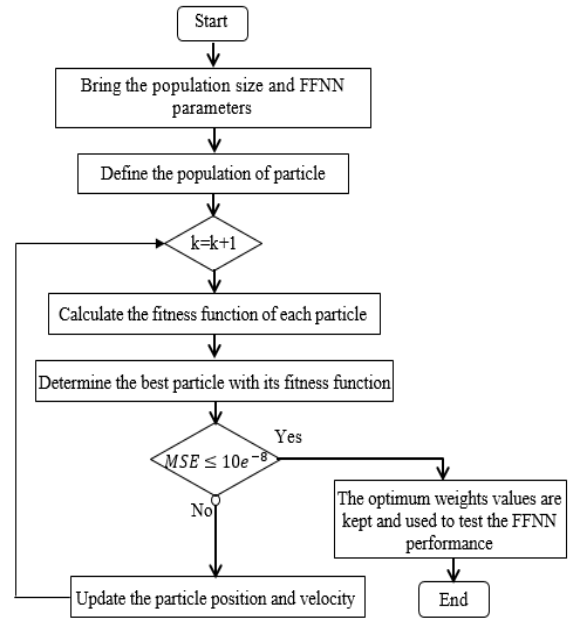 Start
Bring the population size and FFNN
parameters
Define the population of particle
k=k+1
Calculate the fitness function of each particle
Determine the best particle with its fitness function
Yes
MSE ≤ 10e⁻⁸
The optimum weights values are
kept and used to test the FFNN
performance
No
Update the particle position and velocity
End